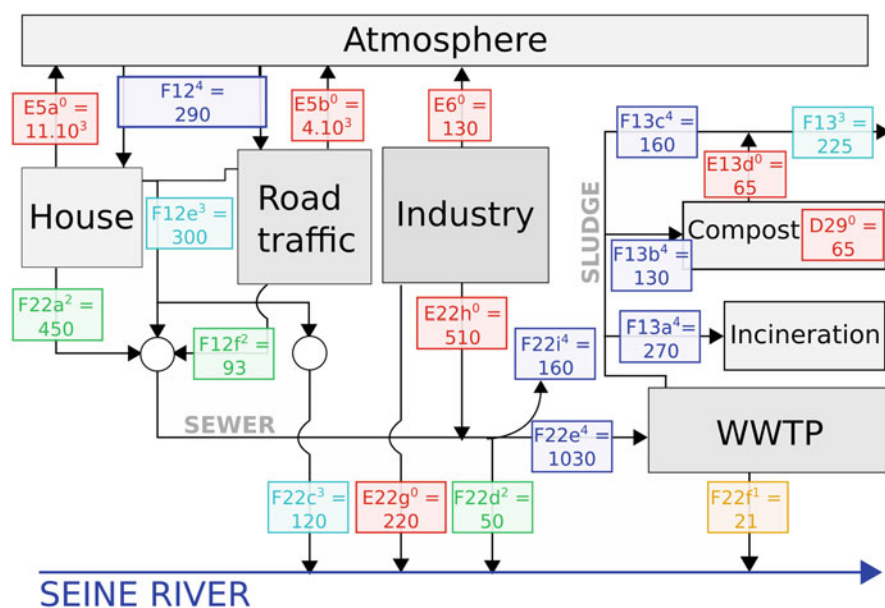 Atmosphere
E5a⁰ =
11.10³
F12⁴ =
290
E5b⁰ =
4.10³
E6⁰ =
130
F13c⁴ =
160
F13³ =
225
E13d⁰ =
65
House
F12e³ =
300
Road
traffic
Industry
SLUDGE
Compost
D29⁰ =
65
F13b⁴ =
130
F22a² =
450
F12f² =
93
E22h⁰ =
510
F22i⁴ =
160
F13a⁴=
270
Incineration
SEWER
F22e⁴ =
1030
WWTP
F22c³ =
120
E22g⁰ =
220
F22d² =
50
F22f¹ =
21
SEINE RIVER